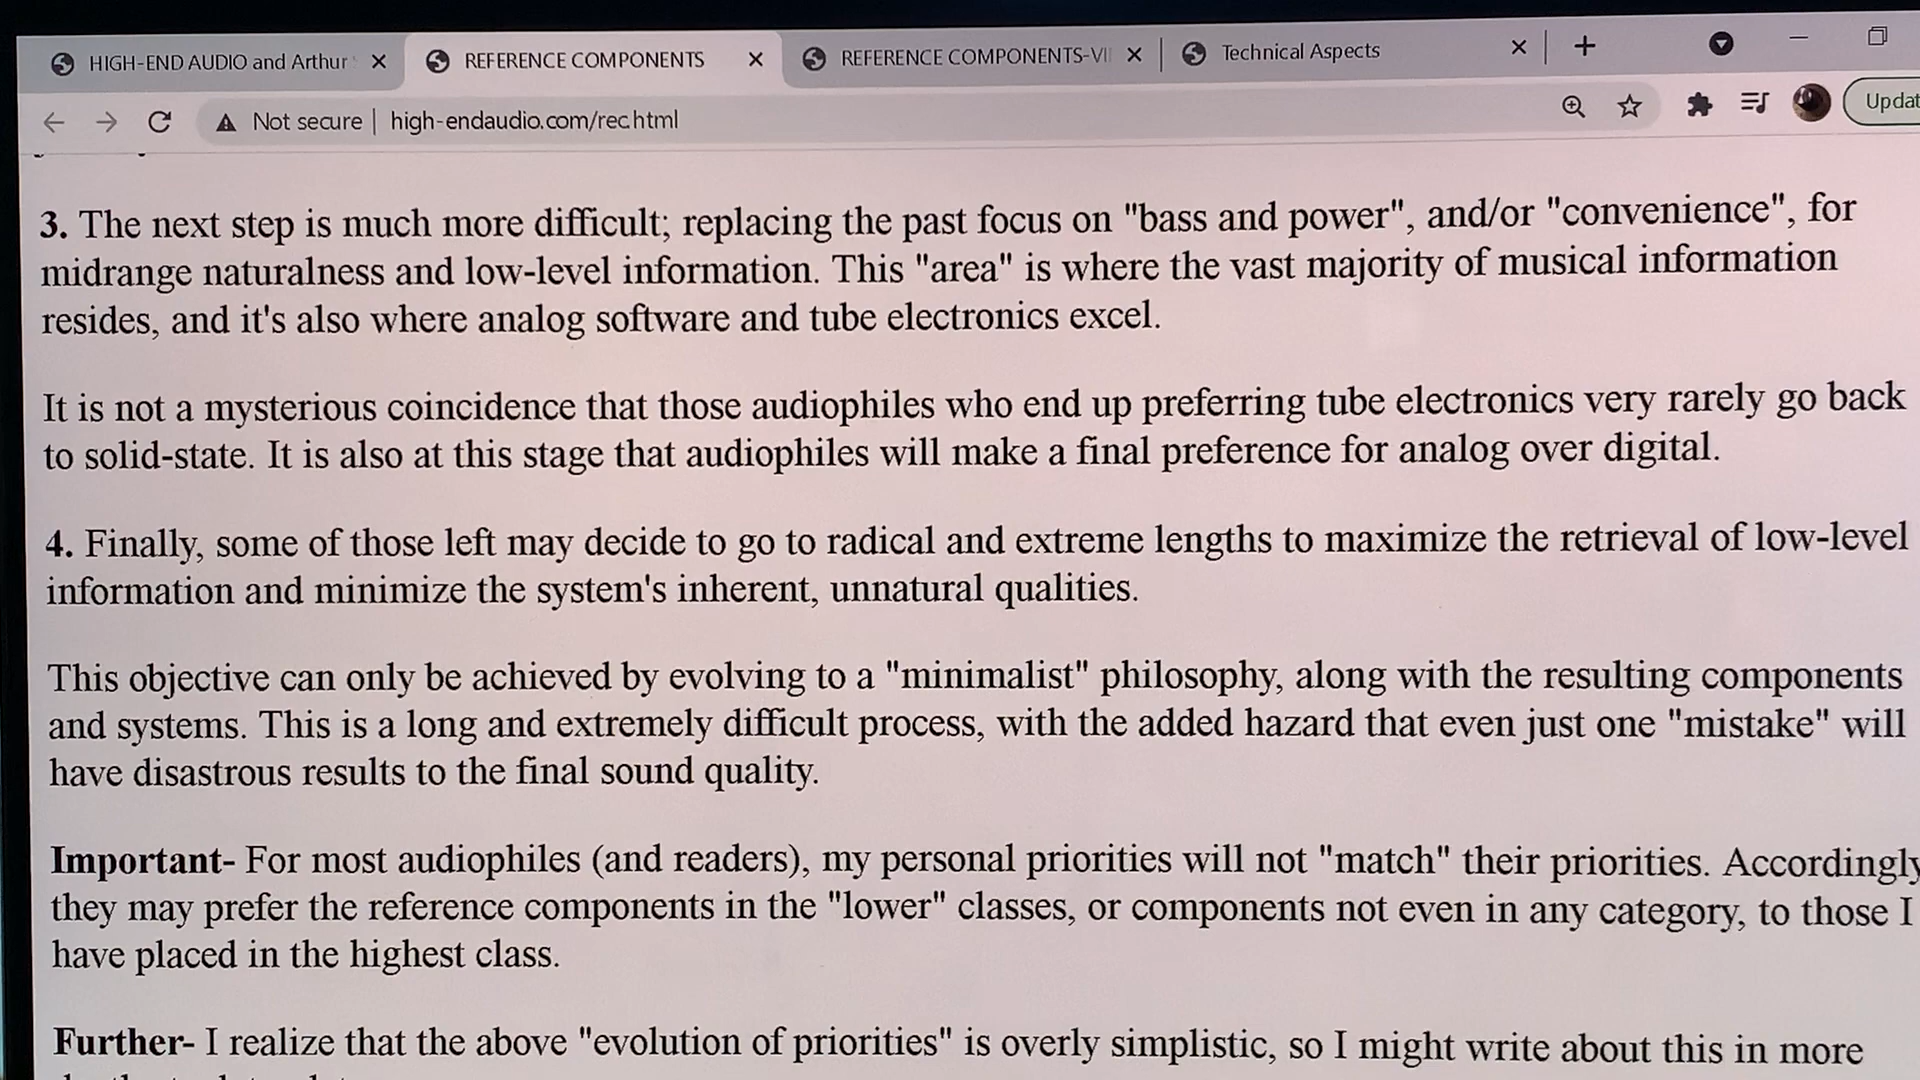 HIGH-END AUDIO and Arthur
REFERENCE COMPONENTS
REFERENCE COMPONENTS-VI
Technical Aspects
Not secure | high-endaudio.com/rec.html
Updat
3. The next step is much more difficult; replacing the past focus on "bass and power", and/or "convenience", for
midrange naturalness and low-level information. This "area" is where the vast majority of musical information
resides, and it's also where analog software and tube electronics excel.
It is not a mysterious coincidence that those audiophiles who end up preferring tube electronics very rarely go back
to solid-state. It is also at this stage that audiophiles will make a final preference for analog over digital.
4. Finally, some of those left may decide to go to radical and extreme lengths to maximize the retrieval of low-level
information and minimize the system's inherent, unnatural qualities.
This objective can only be achieved by evolving to a "minimalist" philosophy, along with the resulting components
and systems. This is a long and extremely difficult process, with the added hazard that even just one "mistake" will
have disastrous results to the final sound quality.
Important- For most audiophiles (and readers), my personal priorities will not "match" their priorities. Accordingly
they may prefer the reference components in the "lower" classes, or components not even in any category, to those I
have placed in the highest class.
Further- I realize that the above "evolution of priorities" is overly simplistic, so I might write about this in more